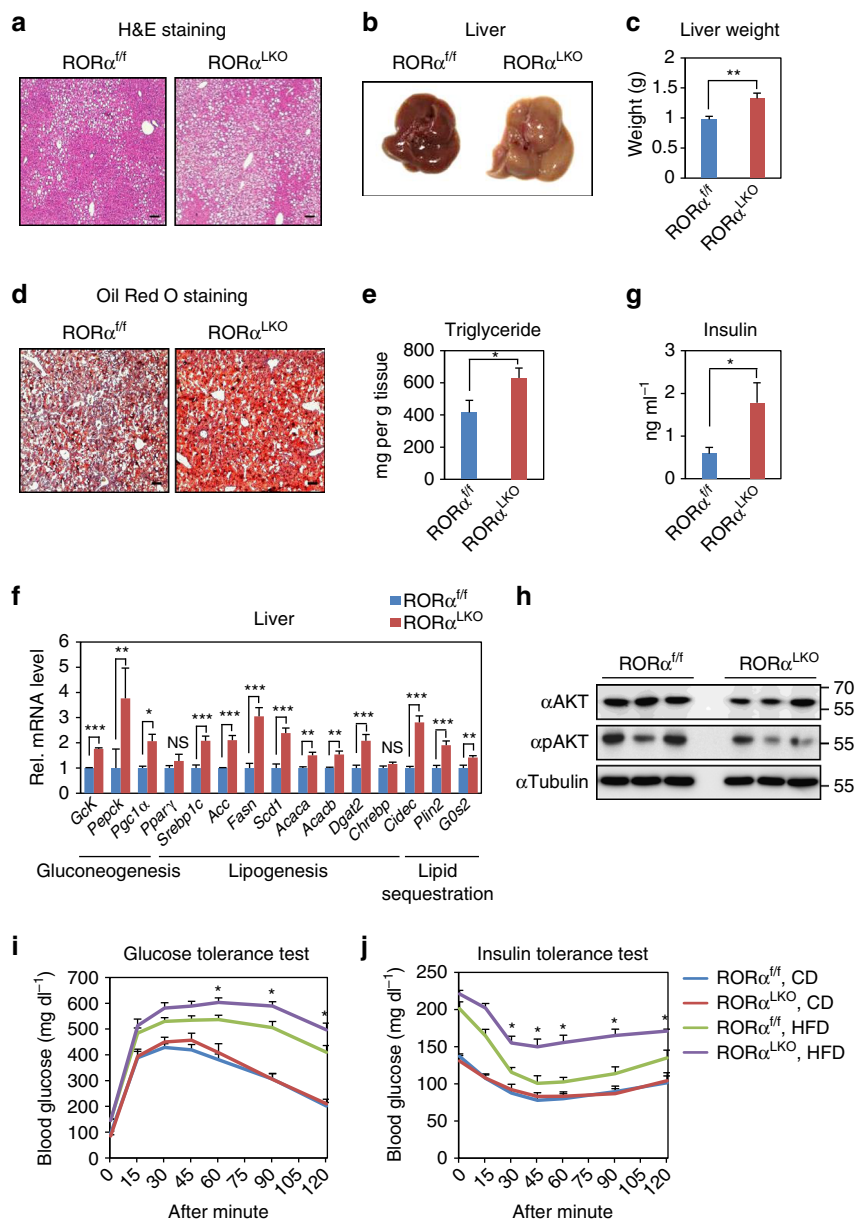 a
H&E staining
RORα^f/f
RORα^LKO
b
Liver
RORα^f/f
RORα^LKO
c
Liver weight
Weight (g)
2
1.5
1
0.5
0
**
RORα^f/f
RORα^LKO
d
Oil Red O staining
RORα^f/f
RORα^LKO
e
Triglyceride
mg per g tissue
800
600
400
200
0
*
RORα^f/f
RORα^LKO
g
Insulin
ng ml⁻¹
3
2
1
0
*
RORα^f/f
RORα^LKO
f
Liver
RORα^f/f
RORα^LKO
Rel. mRNA level
6
5
4
3
2
1
0
*** ** * NS *** *** *** *** ** ** *** NS *** *** **
GcK Pepck Pgc1α Pparγ Srebp1c Acc Fasn Scd1 Acaca Acacb Dgat2 Chrebp Cidec Plin2 G0s2
Gluconeogenesis Lipogenesis Lipid
sequestration
h
RORα^f/f RORα^LKO
αAKT 70
55
αpAKT 55
αTubulin 55
i
Glucose tolerance test
Blood glucose (mg dl⁻¹)
700
600
500
400
300
200
100
0
* * *
0 15 30 45 60 75 90 105 120
After minute
j
Insulin tolerance test
Blood glucose (mg dl⁻¹)
250
200
150
100
50
0
* * * * *
0 15 30 45 60 75 90 105 120
After minute
RORα^f/f, CD
RORα^LKO, CD
RORα^f/f, HFD
RORα^LKO, HFD